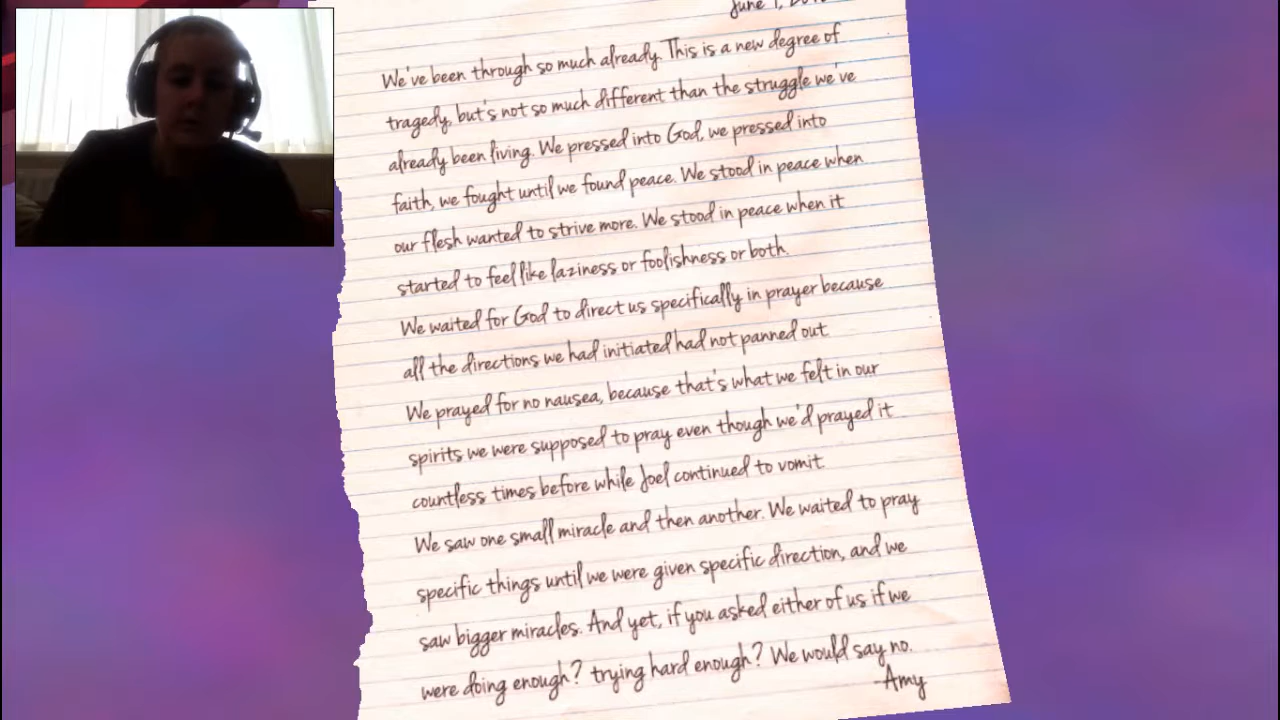 June 1,
We've been through so much already. This is a new degree of
tragedy, but's not so much different than the struggle we've
already been living. We pressed into God, we pressed into
faith, we fought until we found peace. We stood in peace when
our flesh wanted to strive more. We stood in peace when it
started to feel like laziness or foolishness or both.
We waited for God to direct us specifically in prayer because
all the directions we had initiated had not panned out.
We prayed for no nausea, because that's what we felt in our
spirits we were supposed to pray even though we'd prayed it
countless times before while Joel continued to vomit.
We saw one small miracle and then another. We waited to pray
specific things until we were given specific direction, and we
saw bigger miracles. And yet, if you asked either of us if we
were doing enough? trying hard enough? We would say no.
-Amy